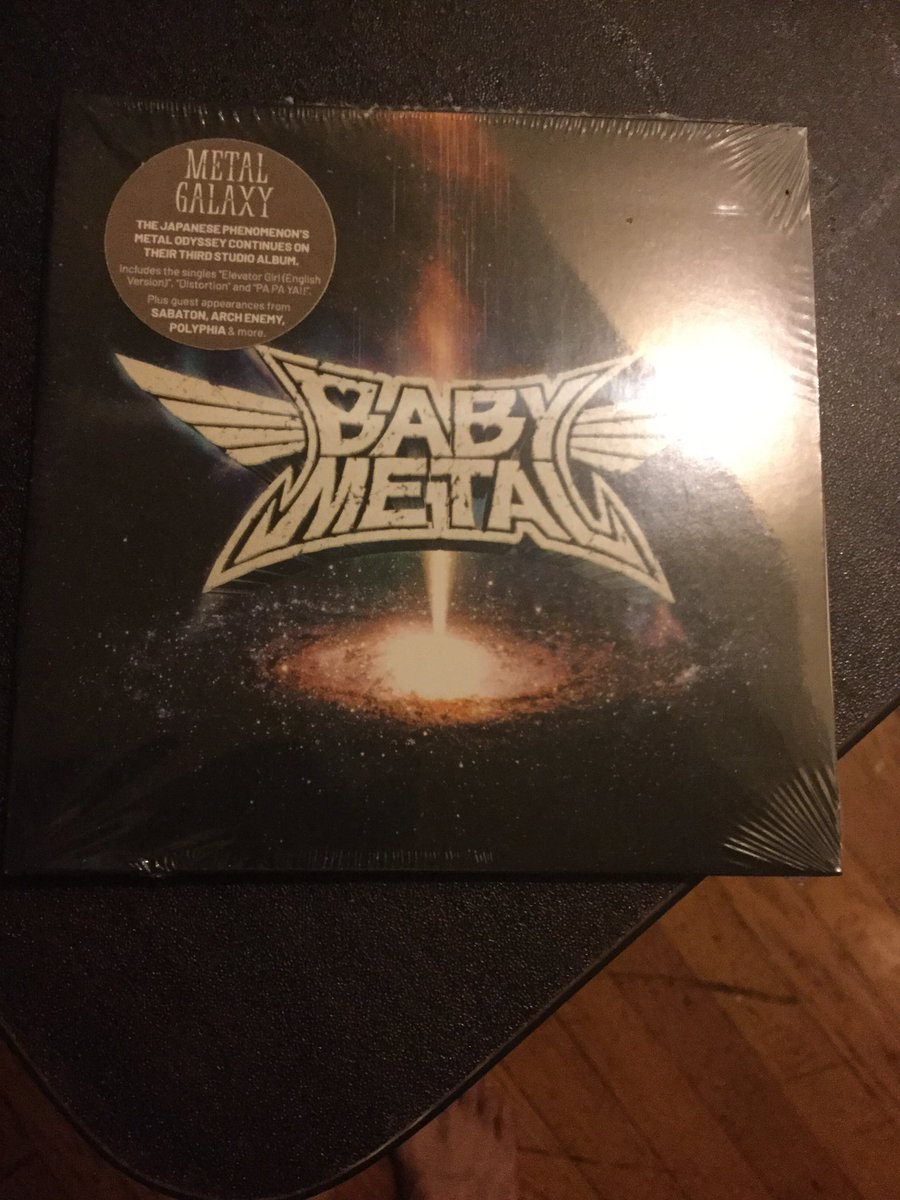 METAL
GALAXY
THE JAPANESE PHENOMENON'S
METAL ODYSSEY CONTINUES ON
THEIR THIRD STUDIO ALBUM.
Includes the singles "Elevator Girl (English
Version)", "Distortion" and "PA PA YA!!".
Plus guest appearances from
SABATON, ARCH ENEMY,
POLYPHIA & more.
BABY
METAL